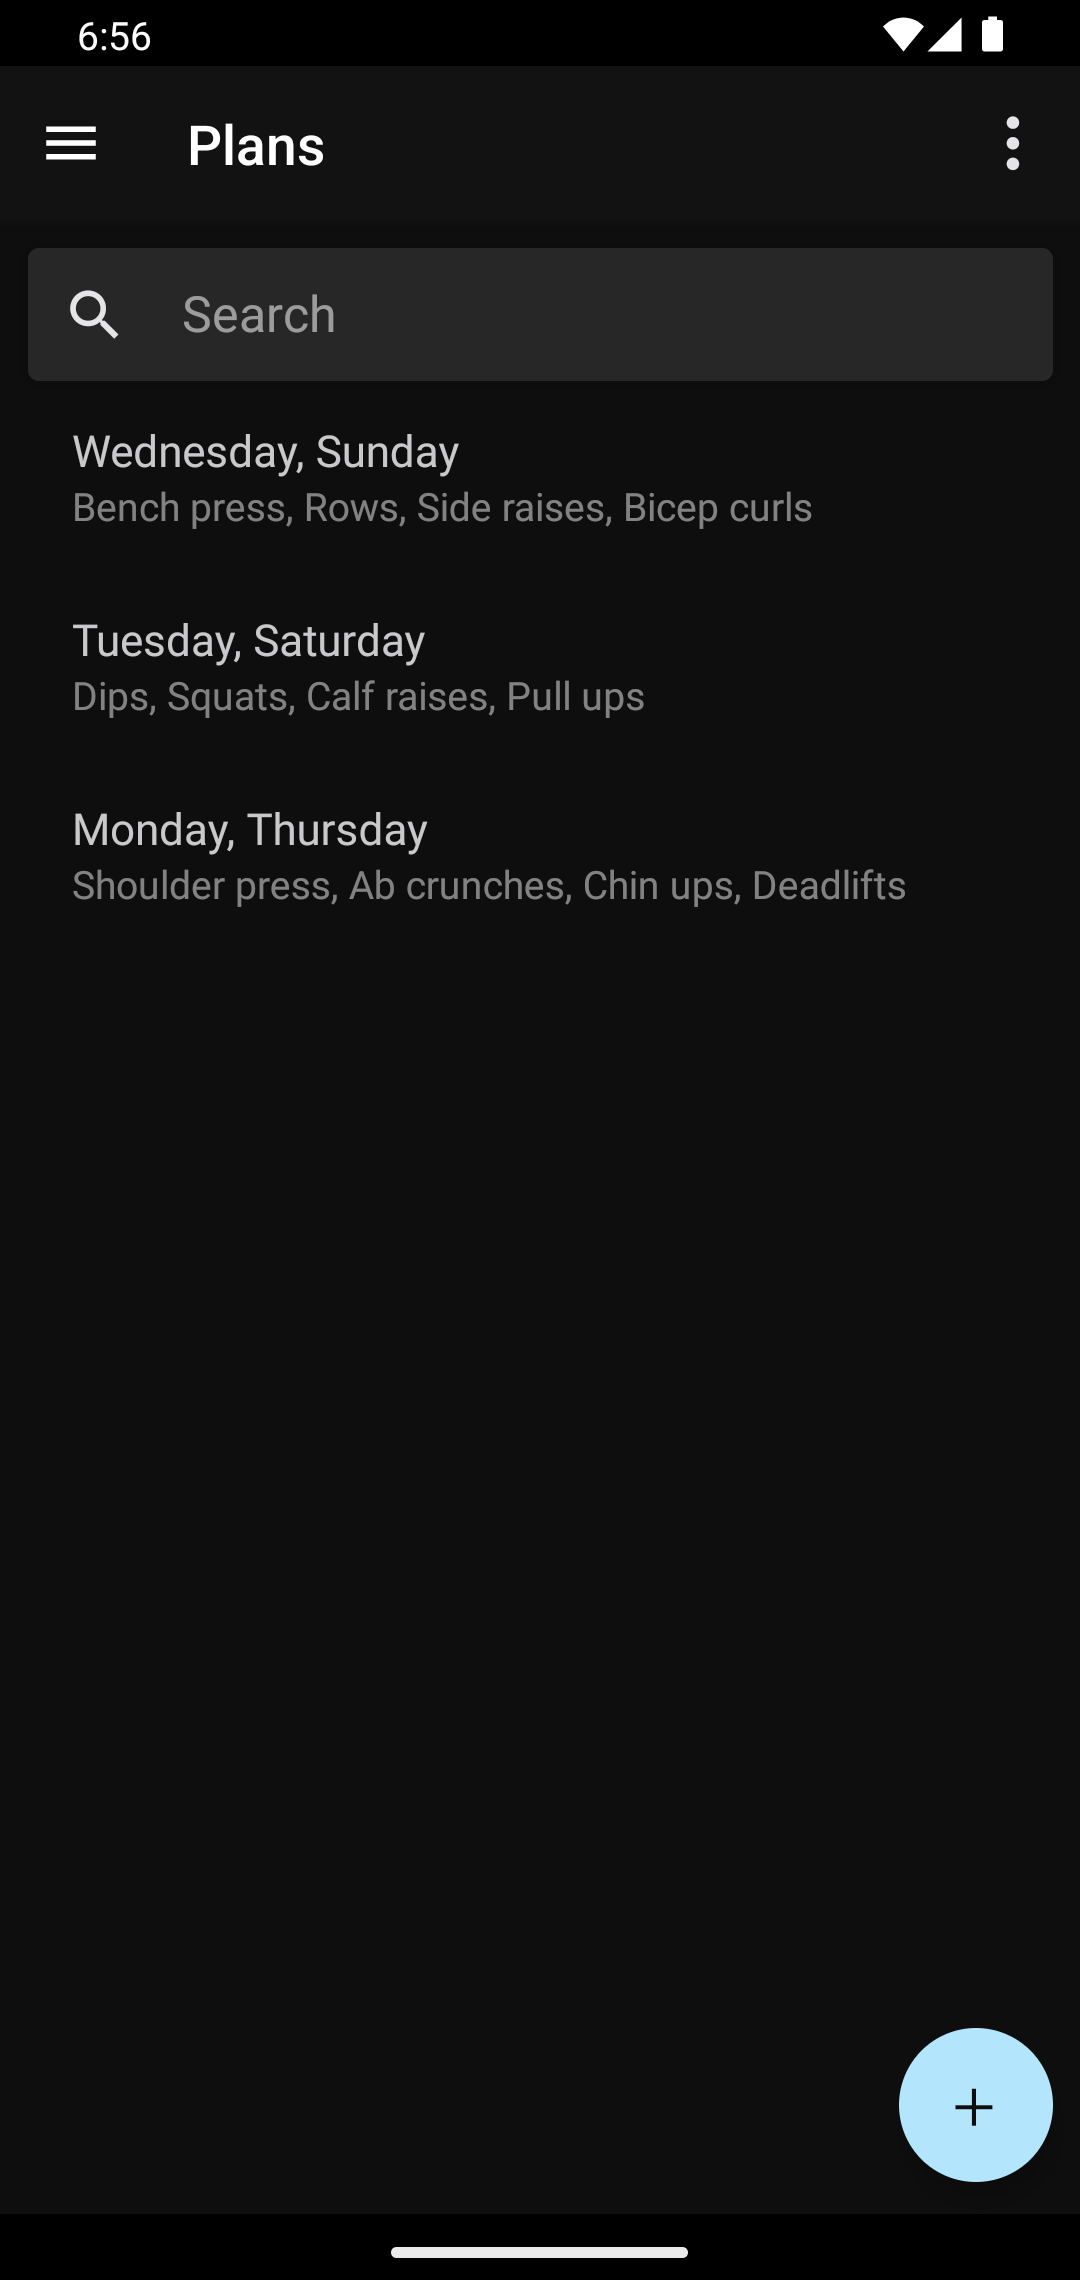 6:56
Plans
Search
Wednesday, Sunday
Bench press, Rows, Side raises, Bicep curls
Tuesday, Saturday
Dips, Squats, Calf raises, Pull ups
Monday, Thursday
Shoulder press, Ab crunches, Chin ups, Deadlifts